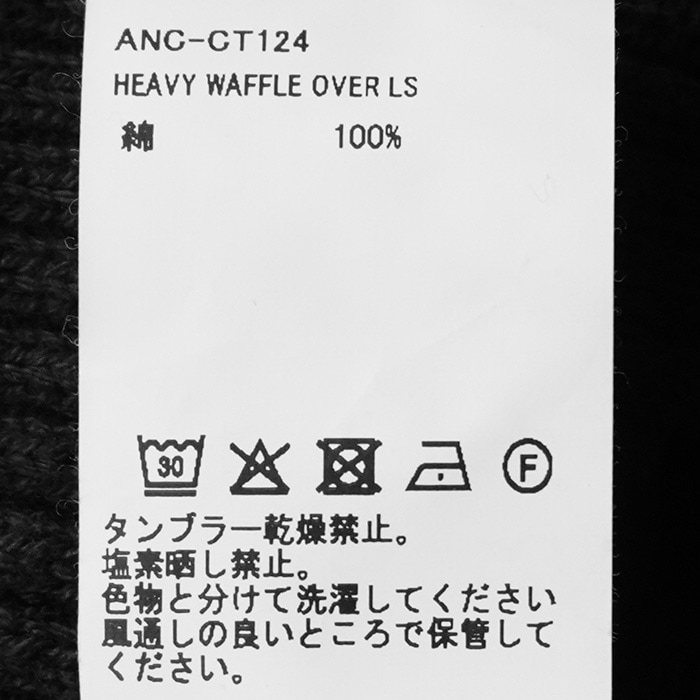 ANC-CT124
HEAVY WAFFLE OVER LS
綿 100%
30 F
タンブラー乾燥禁止。
塩素晒し禁止。
色物と分けて洗濯してください
風通しの良いところで保管して
ください。